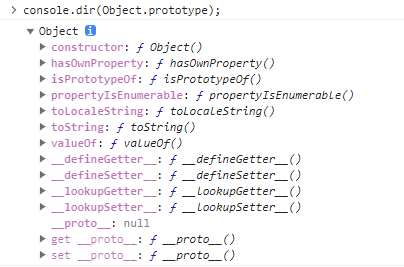 > console.dir(Object.prototype);
▼ Object i
▶ constructor: ƒ Object()
▶ hasOwnProperty: ƒ hasOwnProperty()
▶ isPrototypeOf: ƒ isPrototypeOf()
▶ propertyIsEnumerable: ƒ propertyIsEnumerable()
▶ toLocaleString: ƒ toLocaleString()
▶ toString: ƒ toString()
▶ valueOf: ƒ valueOf()
▶ __defineGetter__: ƒ __defineGetter__()
▶ __defineSetter__: ƒ __defineSetter__()
▶ __lookupGetter__: ƒ __lookupGetter__()
▶ __lookupSetter__: ƒ __lookupSetter__()
__proto__: null
▶ get __proto__: ƒ __proto__()
▶ set __proto__: ƒ __proto__()